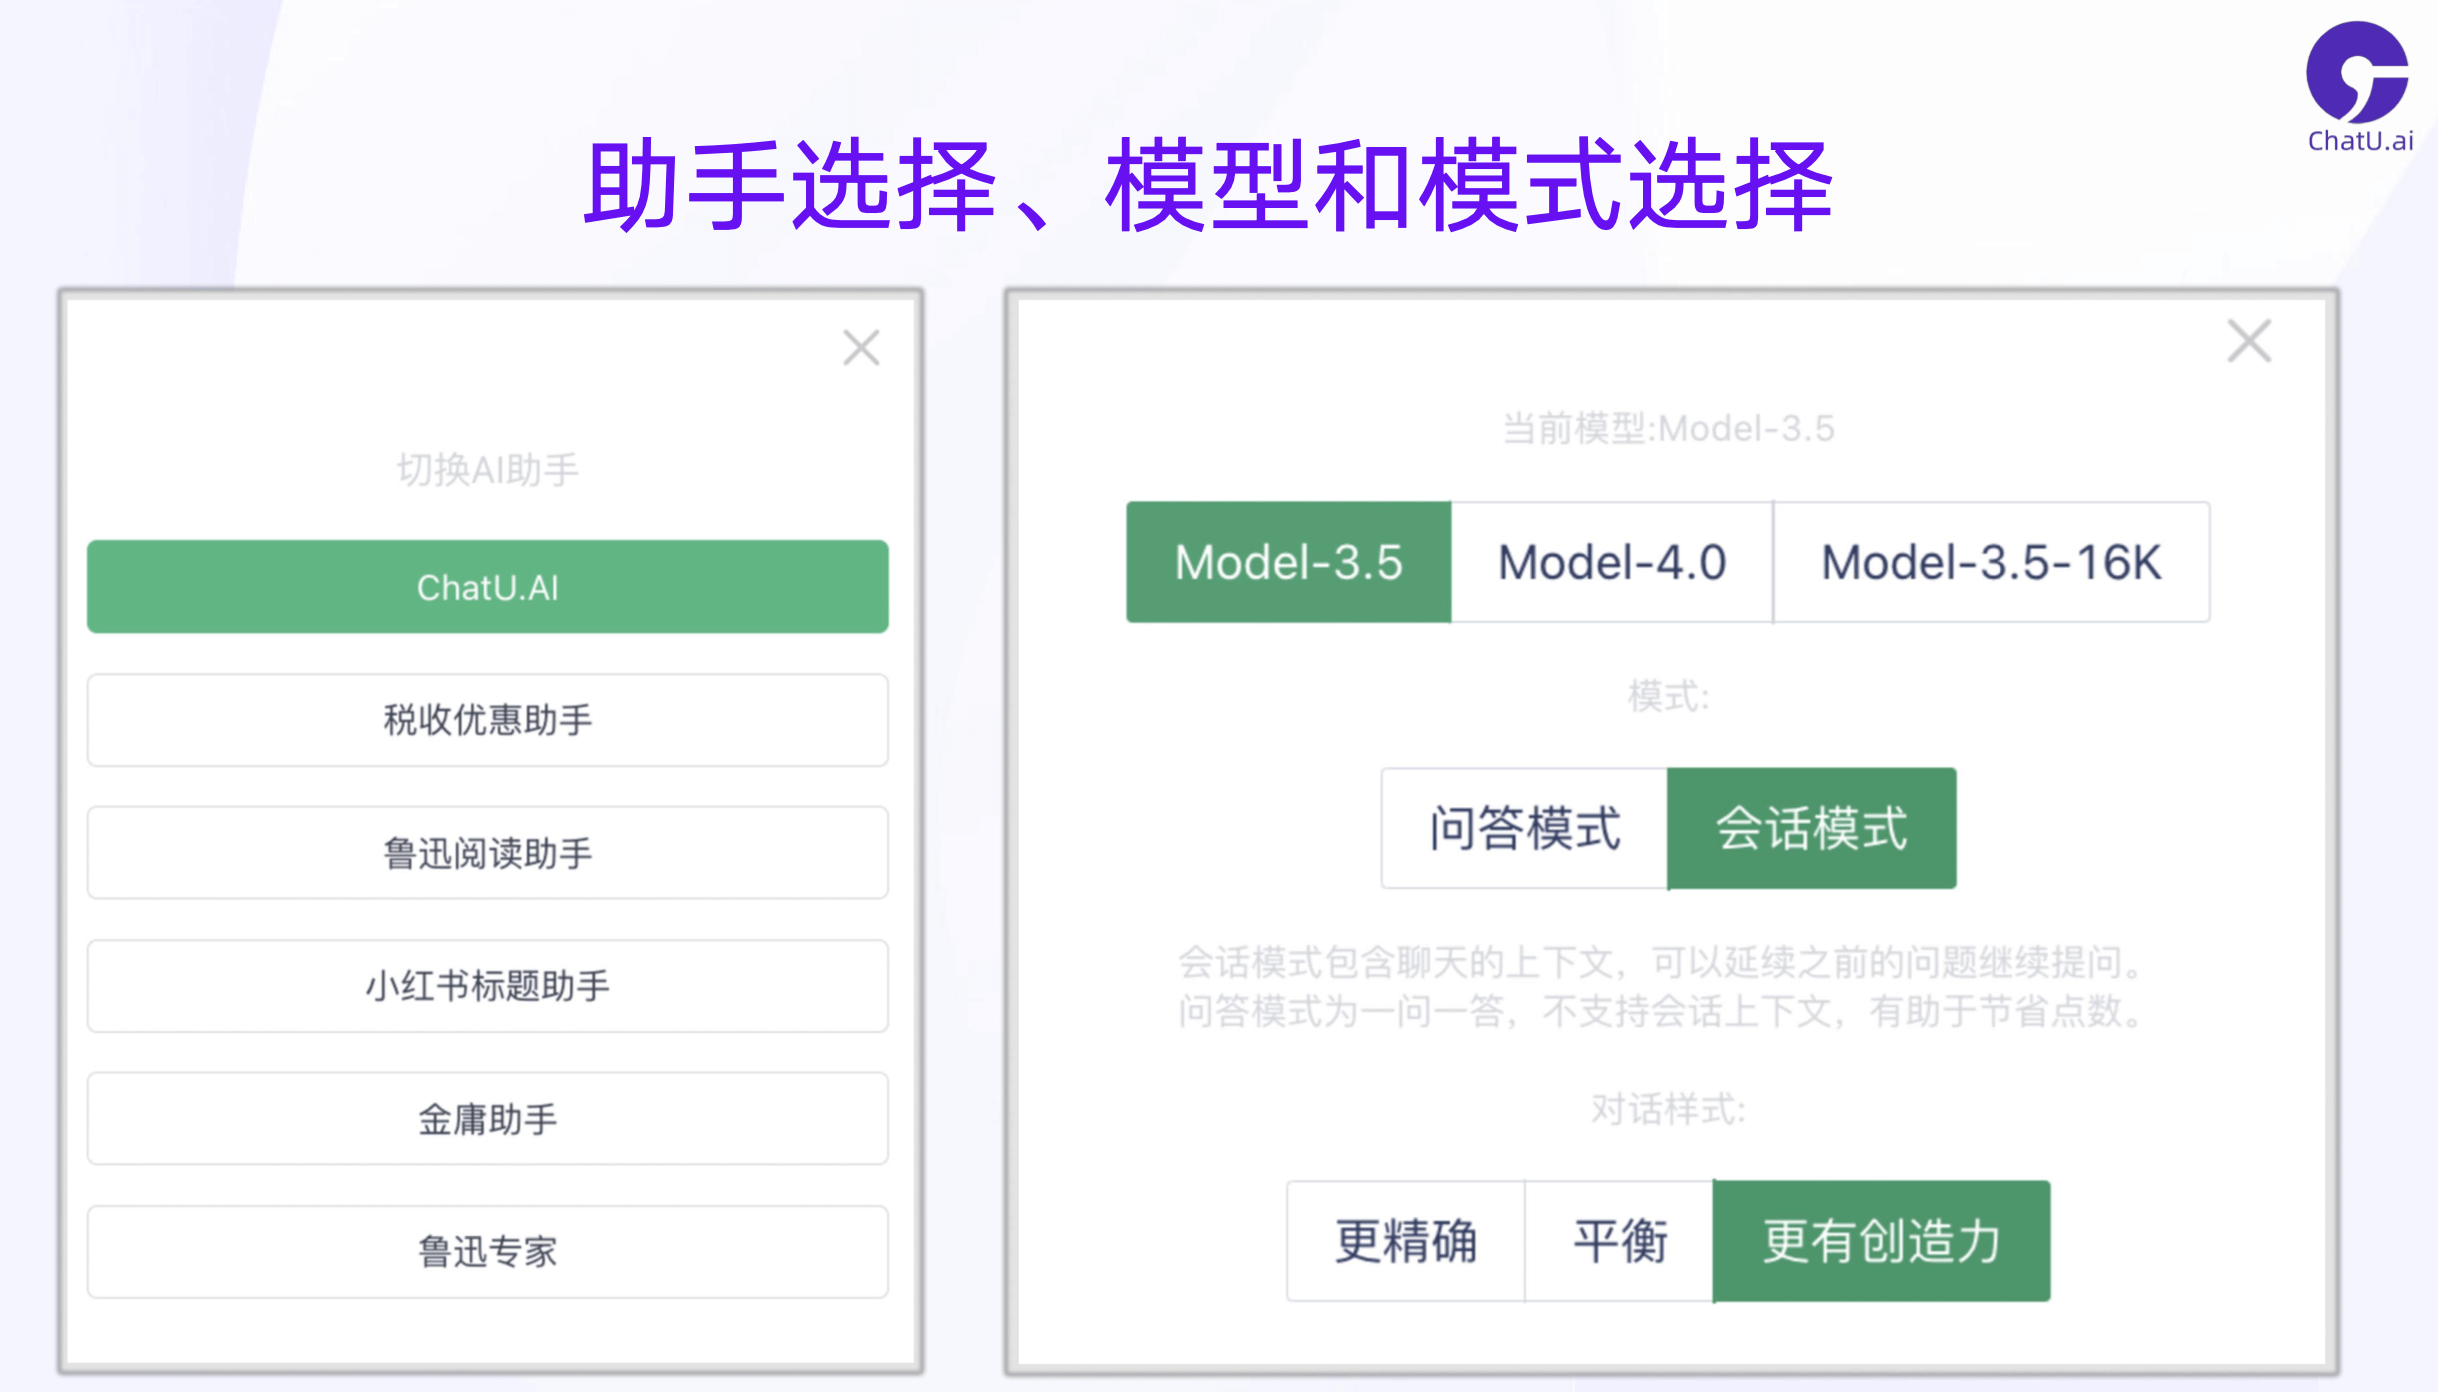 ChatU.ai
助手选择、模型和模式选择
切换AI助手
ChatU.AI
税收优惠助手
鲁迅阅读助手
小红书标题助手
金庸助手
鲁迅专家
当前模型:Model-3.5
Model-3.5 Model-4.0 Model-3.5-16K
模式:
问答模式 会话模式
会话模式包含聊天的上下文，可以延续之前的问题继续提问。
问答模式为一问一答，不支持会话上下文，有助于节省点数。
对话样式:
更精确 平衡 更有创造力